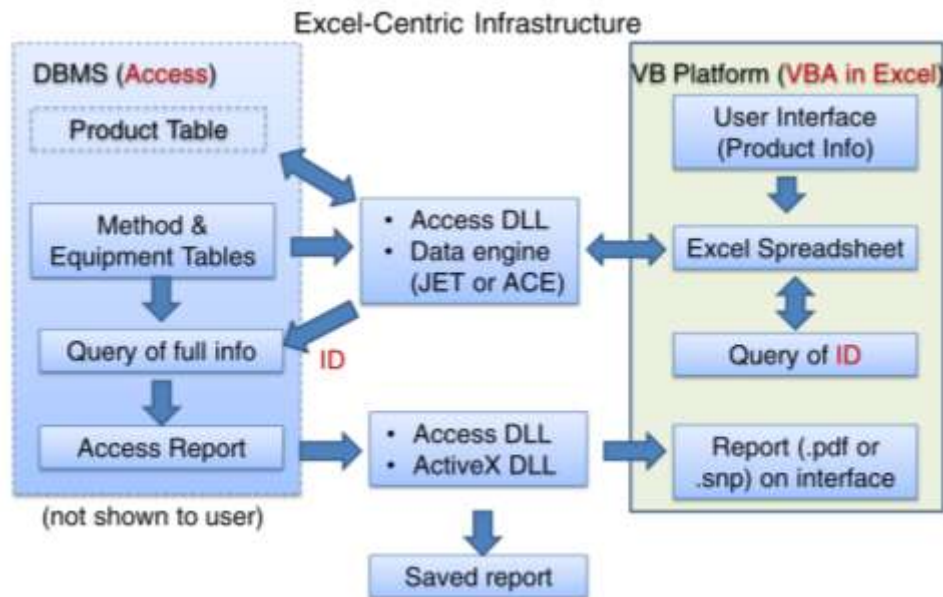 Excel-Centric Infrastructure
DBMS (Access)
Product Table
Method &
Equipment Tables
Query of full info
Access Report
(not shown to user)
• Access DLL
• Data engine
(JET or ACE)
ID
• Access DLL
• ActiveX DLL
Saved report
VB Platform (VBA in Excel)
User Interface
(Product Info)
Excel Spreadsheet
Query of ID
Report (.pdf or
.snp) on interface